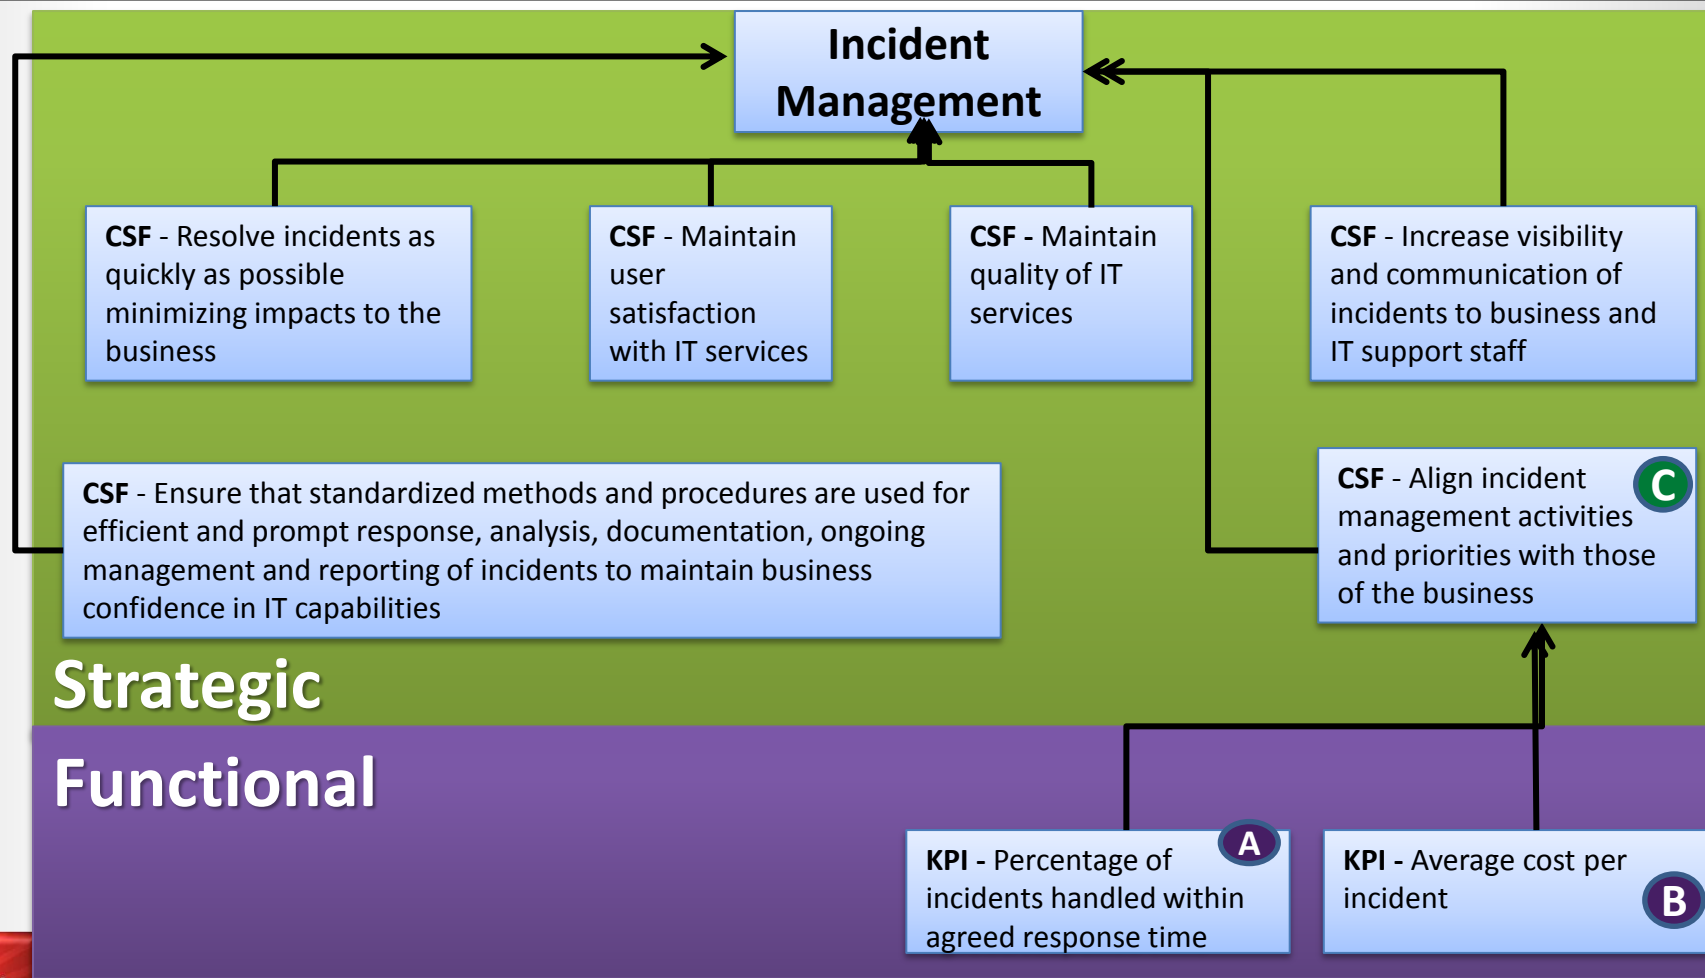 Incident
Management
CSF - Resolve incidents as
quickly as possible
minimizing impacts to the
business
CSF - Maintain
user
satisfaction
with IT services
CSF - Maintain
quality of IT
services
CSF - Increase visibility
and communication of
incidents to business and
IT support staff
CSF - Ensure that standardized methods and procedures are used for
efficient and prompt response, analysis, documentation, ongoing
management and reporting of incidents to maintain business
confidence in IT capabilities
CSF - Align incident
management activities
and priorities with those
of the business
C
Strategic
Functional
KPI - Percentage of
incidents handled within
agreed response time
A
KPI - Average cost per
incident
B